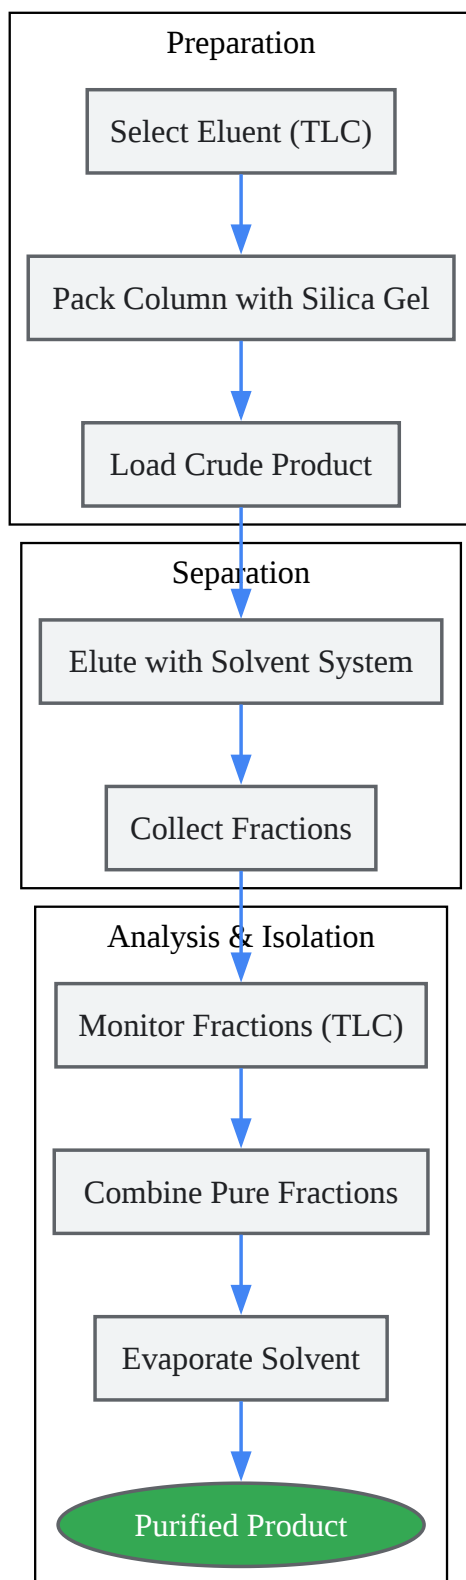 Preparation
Select Eluent (TLC)
Pack Column with Silica Gel
Load Crude Product
Separation
Elute with Solvent System
Collect Fractions
Analysis & Isolation
Monitor Fractions (TLC)
Combine Pure Fractions
Evaporate Solvent
Purified Product